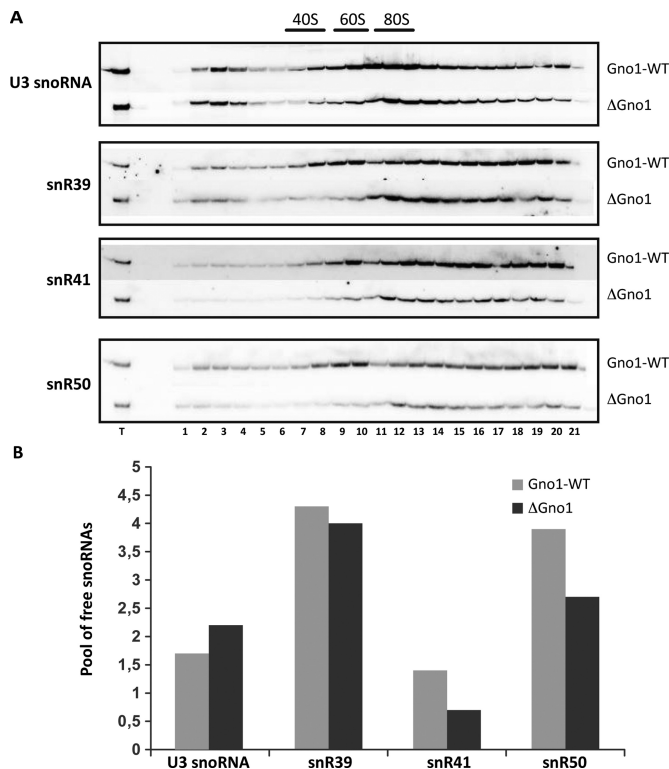 A
40S 60S 80S
U3 snoRNA
Gno1-WT
ΔGno1
snR39
Gno1-WT
ΔGno1
snR41
Gno1-WT
ΔGno1
snR50
Gno1-WT
ΔGno1
T 1 2 3 4 5 6 7 8 9 10 11 12 13 14 15 16 17 18 19 20 21
B
Pool of free snoRNAs
5
4,5
4
3,5
3
2,5
2
1,5
1
0,5
0
Gno1-WT
ΔGno1
U3 snoRNA snR39 snR41 snR50